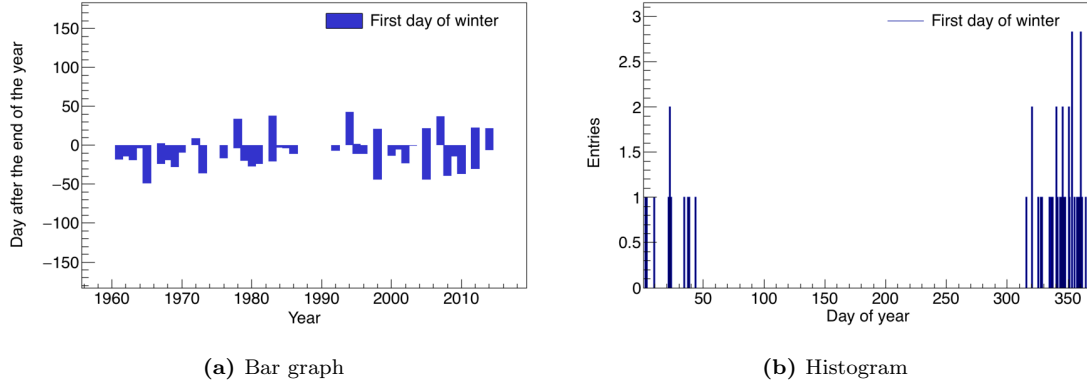 Day after the end of the year
150
100
50
0
−50
−100
−150
First day of winter
1960 1970 1980 1990 2000 2010
Year
(a) Bar graph
Entries
3
2.5
2
1.5
1
0.5
0
First day of winter
50 100 150 200 250 300 350
Day of year
(b) Histogram